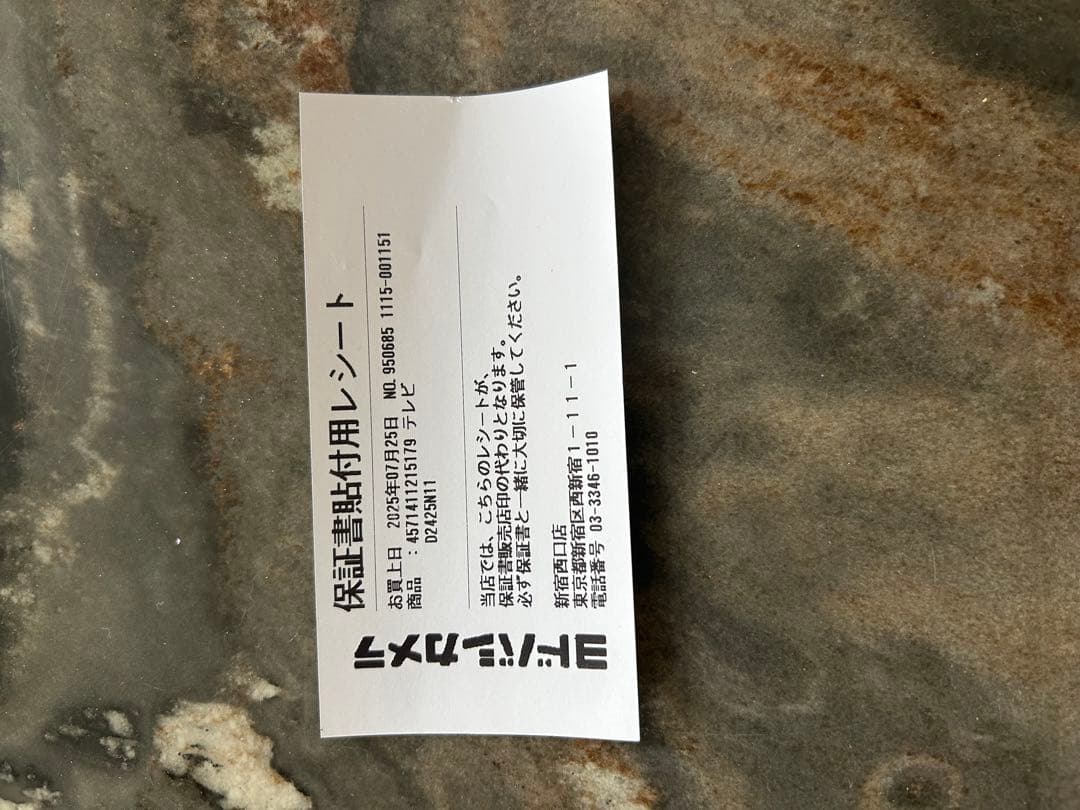 保証書貼付用レシート
お買上日 2025年07月25日 NO. 950685 1115-001151
商品 :4571411215179 テレビ
D2425N11
当店では、こちらのレシートが、
保証書販売店印の代わりとなります。
必ず保証書と一緒に大切に保管してください。
新宿西口店
東京都新宿区西新宿1-11-1
電話番号 03-3346-1010
ヨドバシカメラ